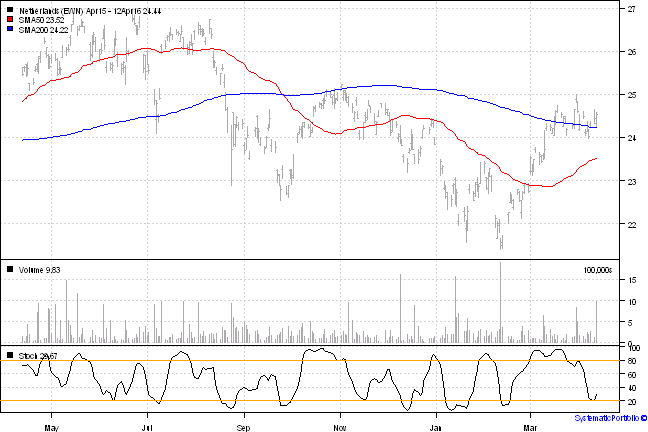 Netherlands (EWN) Apr15 - 12Apr16 24.44
SMA50 23.52
SMA200 24.22
27
26
25
24
23
22
Volume 9.83
100,000s
15
10
5
0
Stoch 29.67
100
80
60
40
20
May Jul Sep Nov Jan Mar
SystematicPortfolio ©